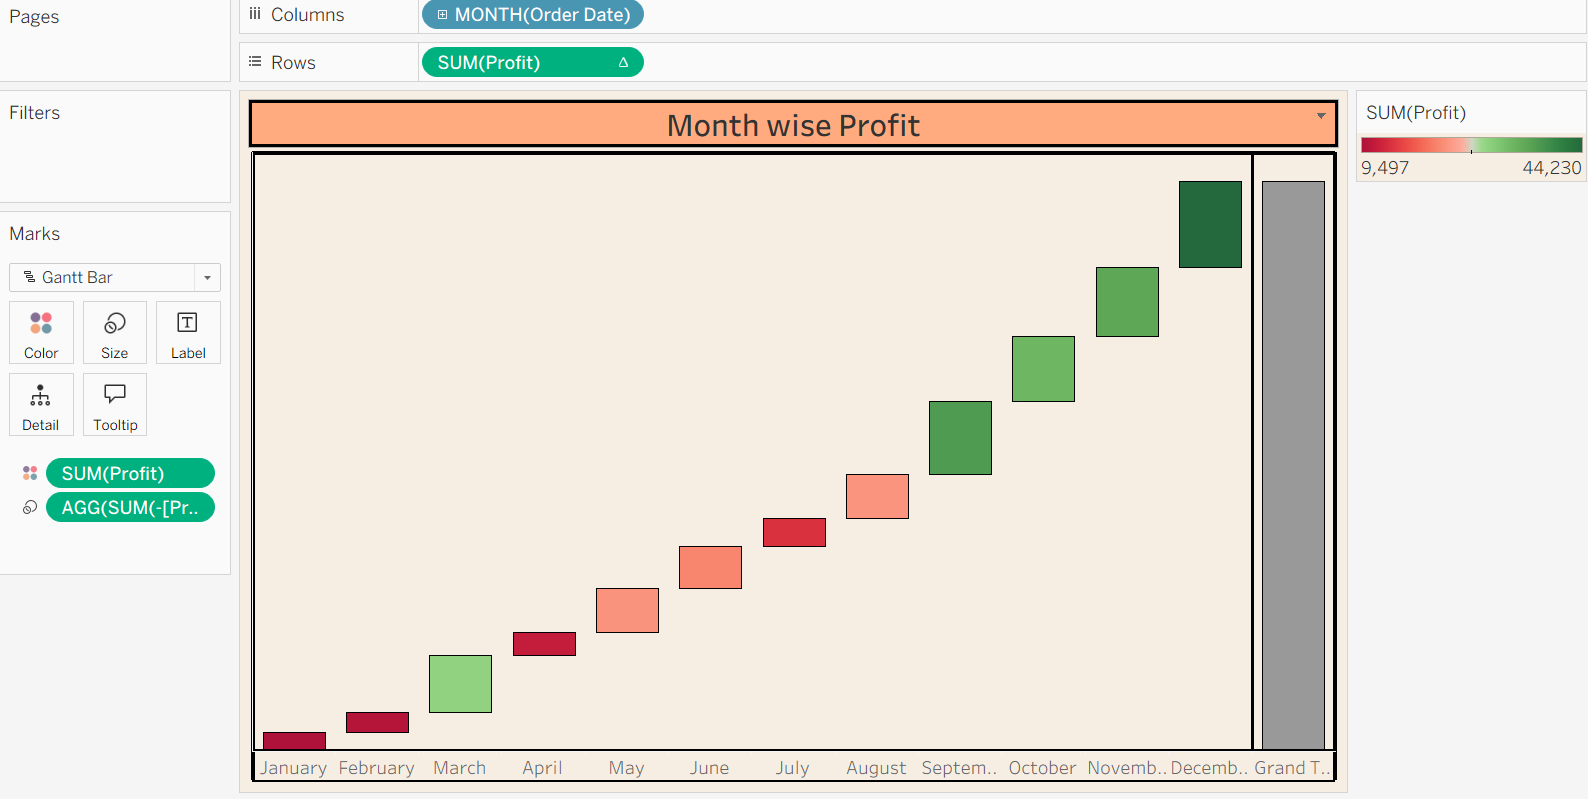 Pages
Columns
MONTH(Order Date)
Rows
SUM(Profit)
Filters
Marks
Gantt Bar
Color
Size
Label
Detail
Tooltip
SUM(Profit)
AGG(SUM(-[Pr..
Month wise Profit
January February March April May June July August Septem.. October Novemb.. Decemb.. Grand T..
SUM(Profit)
9,497 44,230